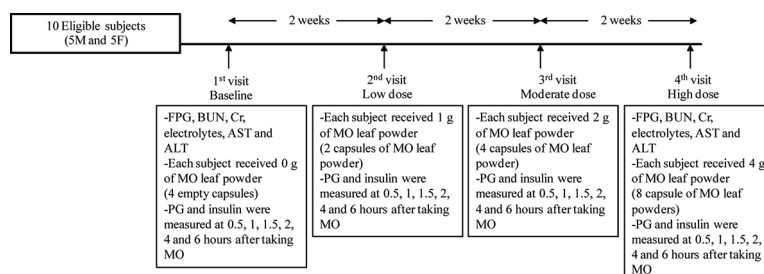 10 Eligible subjects
(5M and 5F)
2 weeks
2 weeks
2 weeks
1st visit
Baseline
2nd visit
Low dose
3rd visit
Moderate dose
4th visit
High dose
-FPG, BUN, Cr,
electrolytes, AST and
ALT
-Each subject received 0 g
of MO leaf powder
(4 empty capsules)
-PG and insulin were
measured at 0.5, 1, 1.5, 2,
4 and 6 hours after taking
MO
-Each subject received 1 g
of MO leaf powder
(2 capsules of MO leaf
powder)
-PG and insulin were
measured at 0.5, 1, 1.5, 2,
4 and 6 hours after taking
MO
-Each subject received 2 g
of MO leaf powder
(4 capsules of MO leaf
powder)
-PG and insulin were
measured at 0.5, 1, 1.5, 2,
4 and 6 hours after taking
MO
-FPG, BUN, Cr,
electrolytes, AST and
ALT
-Each subject received 4 g
of MO leaf powder
(8 capsule of MO leaf
powders)
-PG and insulin were
measured at 0.5, 1, 1.5, 2,
4 and 6 hours after taking
MO